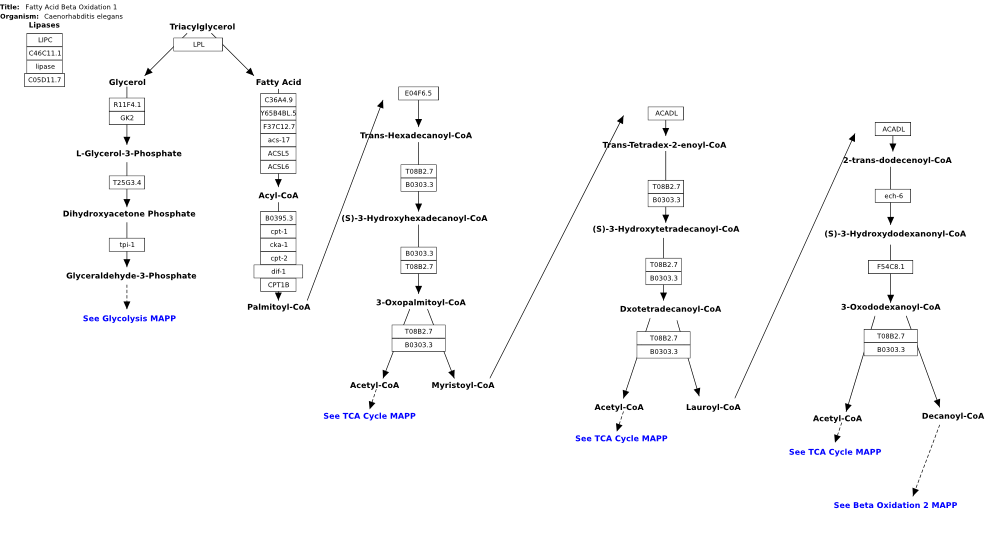 Title: Fatty Acid Beta Oxidation 1
Organism: Caenorhabditis elegans
Lipases
LIPC
C46C11.1
lipase
C05D11.7
Triacylglycerol
LPL
Glycerol
R11F4.1
GK2
L-Glycerol-3-Phosphate
T25G3.4
Dihydroxyacetone Phosphate
tpi-1
Glyceraldehyde-3-Phosphate
See Glycolysis MAPP
Fatty Acid
C36A4.9
Y65B4BL.5
F37C12.7
acs-17
ACSL5
ACSL6
Acyl-CoA
B0395.3
cpt-1
cka-1
cpt-2
dif-1
CPT1B
Palmitoyl-CoA
E04F6.5
Trans-Hexadecanoyl-CoA
T08B2.7
B0303.3
(S)-3-Hydroxyhexadecanoyl-CoA
B0303.3
T08B2.7
3-Oxopalmitoyl-CoA
T08B2.7
B0303.3
Acetyl-CoA
Myristoyl-CoA
See TCA Cycle MAPP
ACADL
Trans-Tetradex-2-enoyl-CoA
T08B2.7
B0303.3
(S)-3-Hydroxytetradecanoyl-CoA
T08B2.7
B0303.3
Dxotetradecanoyl-CoA
T08B2.7
B0303.3
Acetyl-CoA
Lauroyl-CoA
See TCA Cycle MAPP
ACADL
2-trans-dodecenoyl-CoA
ech-6
(S)-3-Hydroxydodexanonyl-CoA
F54C8.1
3-Oxododexanoyl-CoA
T08B2.7
B0303.3
Acetyl-CoA
Decanoyl-CoA
See TCA Cycle MAPP
See Beta Oxidation 2 MAPP